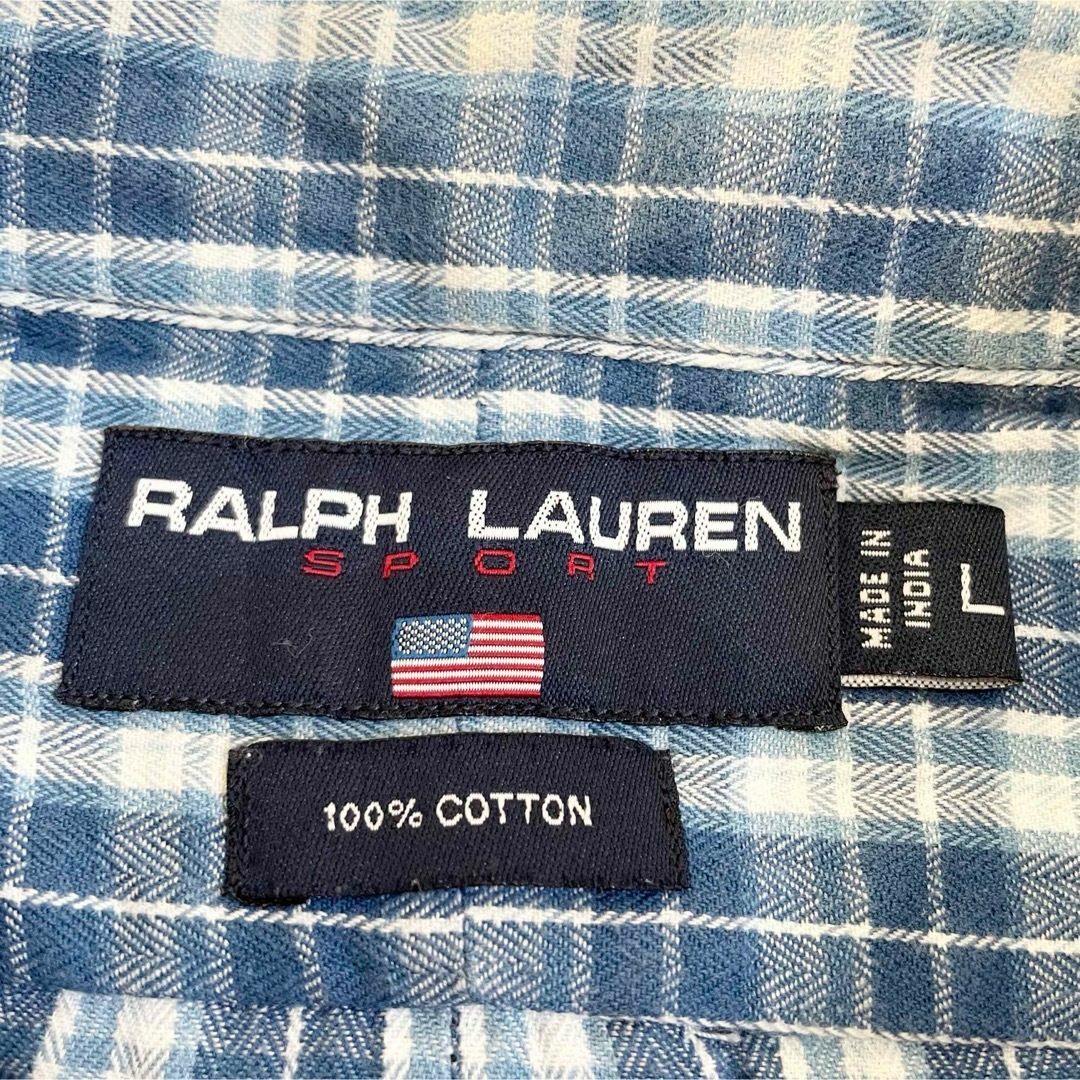 RALPH LAUREN
SPORT
MADE IN
INDIA
L
100% COTTON